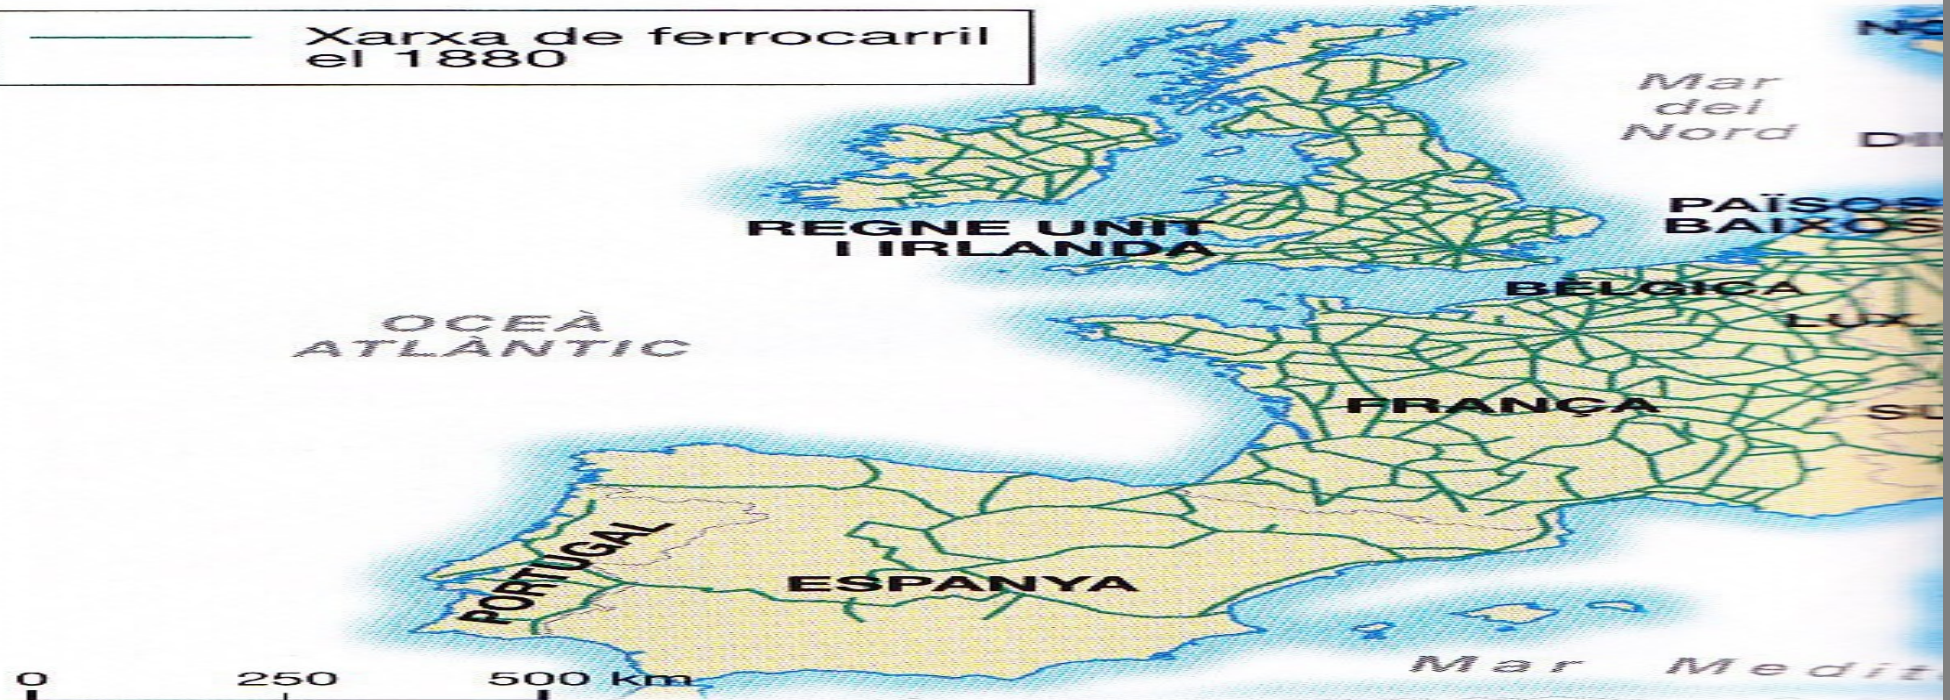 Xarxa de ferrocarril
el 1880
Mar
del
Nord
PAÏSOS
BAIXOS
REGNE UNIT
I IRLANDA
BÈLGICA
LUX.
OCEÀ
ATLÀNTIC
FRANÇA
PORTUGAL
ESPANYA
Mar
0 250 500 km